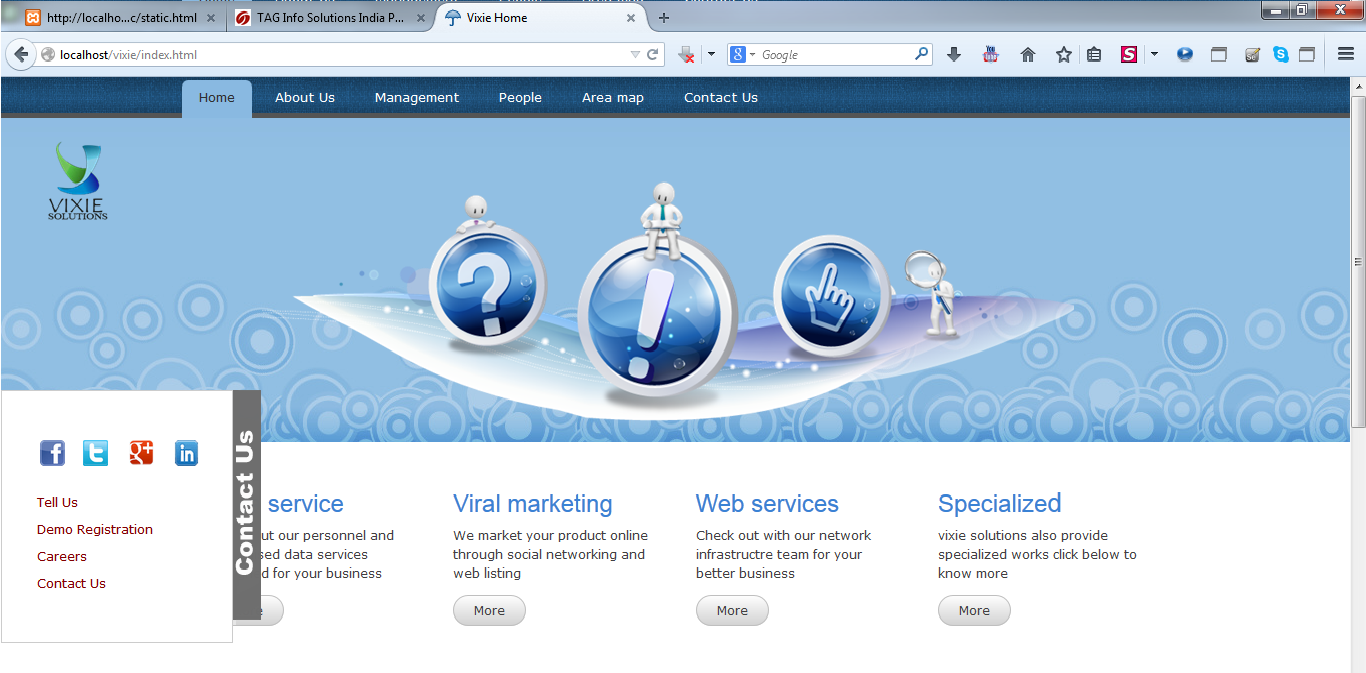 http://localho...c/static.html
TAG Info Solutions India P...
Vixie Home
localhost/vixie/index.html
Google
Home
About Us
Management
People
Area map
Contact Us
VIXIE
SOLUTIONS
Contact Us
Tell Us
Demo Registration
Careers
Contact Us
service
ut our personnel and
sed data services
d for your business
Viral marketing
We market your product online
through social networking and
web listing
More
Web services
Check out with our network
infrastructre team for your
better business
More
Specialized
vixie solutions also provide
specialized works click below to
know more
More